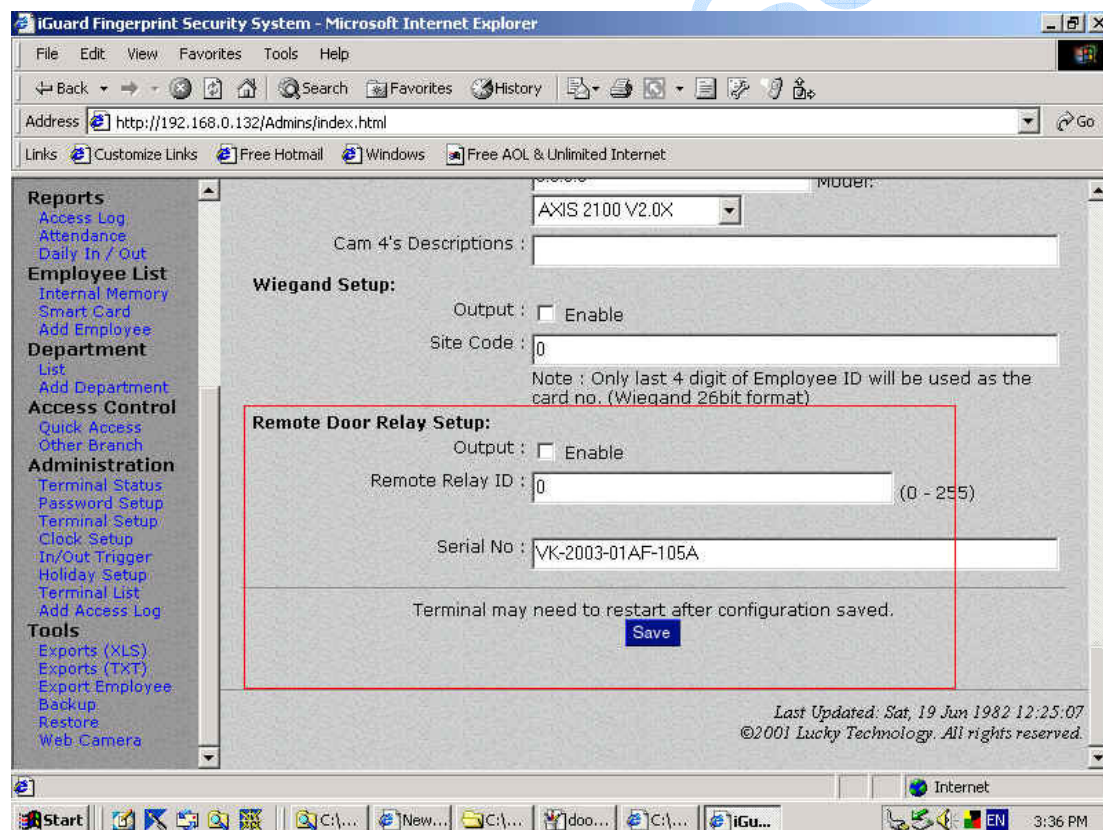 iGuard Fingerprint Security System - Microsoft Internet Explorer
File Edit View Favorites Tools Help
Back Search Favorites History
Address http://192.168.0.132/Admins/index.html Go
Links Customize Links Free Hotmail Windows Free AOL & Unlimited Internet
Reports
Access Log
Attendance
Daily In / Out
Employee List
Internal Memory
Smart Card
Add Employee
Department
List
Add Department
Access Control
Quick Access
Other Branch
Administration
Terminal Status
Password Setup
Terminal Setup
Clock Setup
In/Out Trigger
Holiday Setup
Terminal List
Add Access Log
Tools
Exports (XLS)
Exports (TXT)
Export Employee
Backup
Restore
Web Camera
0.0.0.0 Model:
AXIS 2100 V2.0X
Cam 4's Descriptions :
Wiegand Setup:
Output : Enable
Site Code : 0
Note : Only last 4 digit of Employee ID will be used as the
card no. (Wiegand 26bit format)
Remote Door Relay Setup:
Output : Enable
Remote Relay ID : 0 (0 - 255)
Serial No : VK-2003-01AF-105A
Terminal may need to restart after configuration saved.
Save
Last Updated: Sat, 19 Jun 1982 12:25:07
©2001 Lucky Technology. All rights reserved.
Internet
Start C:\... New... C:\... doo... C:\... iGu... EN 3:36 PM